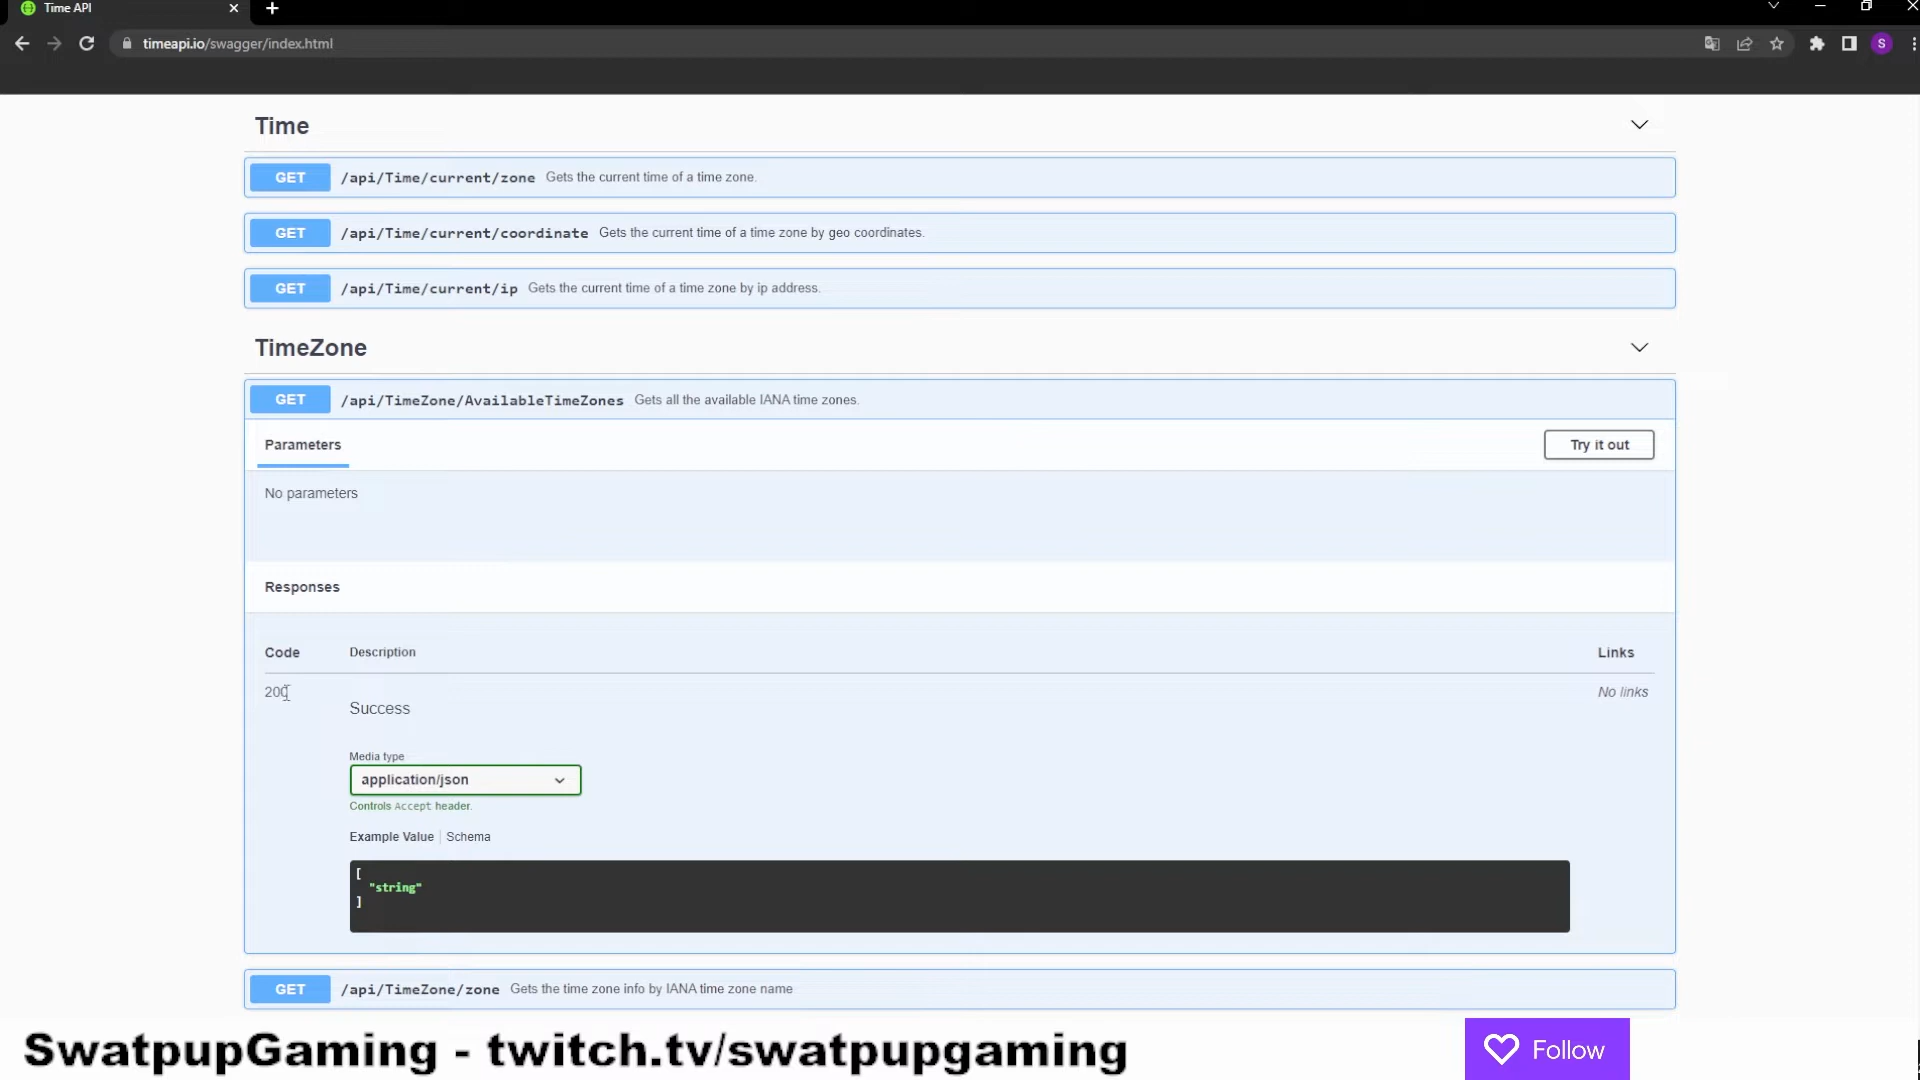 Time API
timeapi.io/swagger/index.html
S
Time
GET /api/Time/current/zone Gets the current time of a time zone.
GET /api/Time/current/coordinate Gets the current time of a time zone by geo coordinates.
GET /api/Time/current/ip Gets the current time of a time zone by ip address.
TimeZone
GET /api/TimeZone/AvailableTimeZones Gets all the available IANA time zones.
Parameters
Try it out
No parameters
Responses
Code Description Links
200 No links
Success
Media type
application/json
Controls Accept header.
Example Value Schema
[
"string"
]
GET /api/TimeZone/zone Gets the time zone info by IANA time zone name
SwatpupGaming - twitch.tv/swatpupgaming
Follow